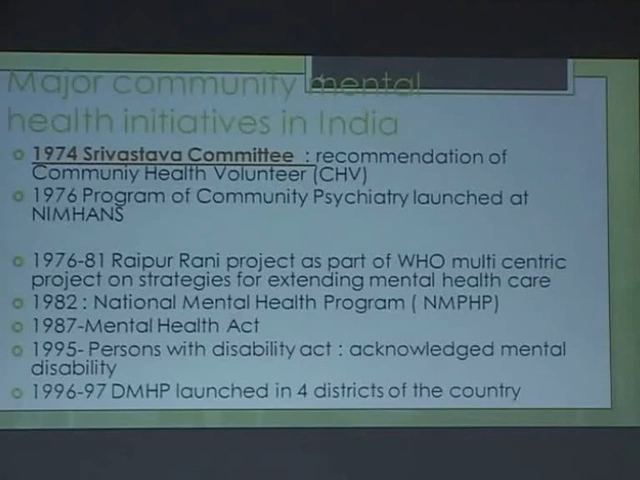 Major community mental
health initiatives in India
1974 Srivastava Committee : recommendation of
Communiy Health Volunteer (CHV)
1976 Program of Community Psychiatry launched at
NIMHANS
1976-81 Raipur Rani project as part of WHO multi centric
project on strategies for extending mental health care
1982 : National Mental Health Program ( NMPHP)
1987-Mental Health Act
1995- Persons with disability act : acknowledged mental
disability
1996-97 DMHP launched in 4 districts of the country